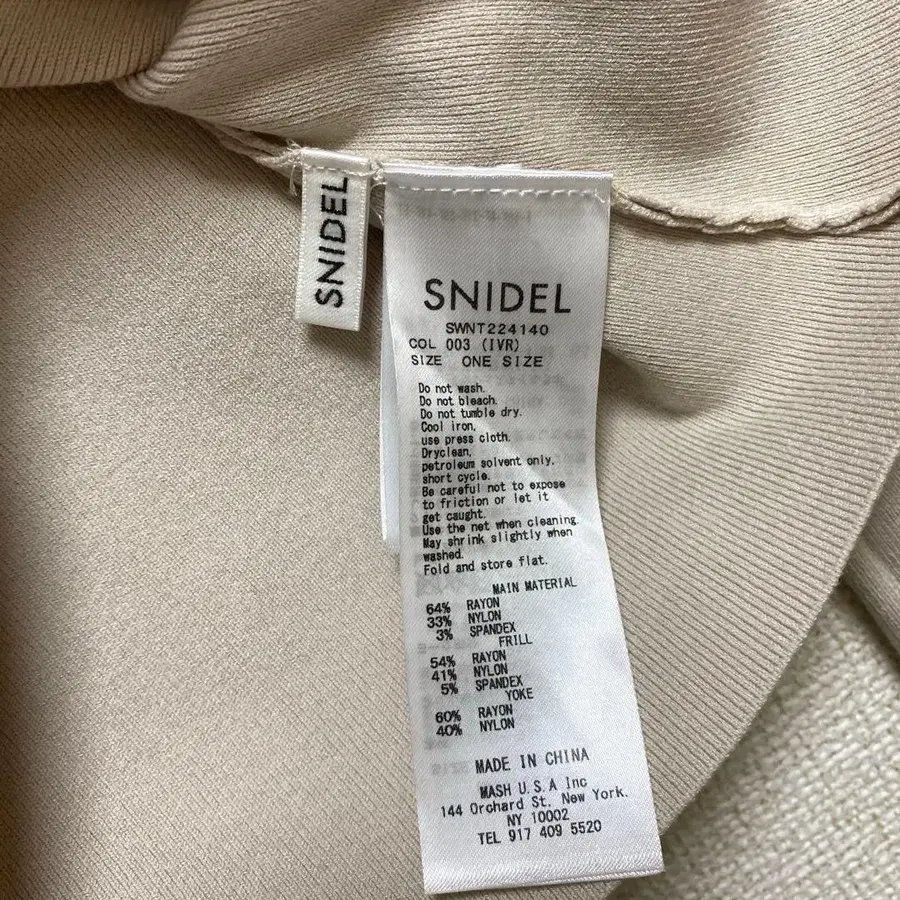 SNIDEL
SNIDEL
SWNT224140
COL 003 (IVR)
SIZE ONE SIZE
Do not wash.
Do not bleach.
Do not tumble dry.
Cool iron,
use press cloth.
Dryclean,
petroleum solvent only,
short cycle.
Be careful not to expose
to friction or let it
get caught.
Use the net when cleaning.
May shrink slightly when
washed.
Fold and store flat.
MAIN MATERIAL
64% RAYON
33% NYLON
3% SPANDEX
FRILL
54% RAYON
41% NYLON
5% SPANDEX
YOKE
60% RAYON
40% NYLON
MADE IN CHINA
MASH U.S.A Inc
144 Orchard St. New York.
NY 10002
TEL 917 409 5520